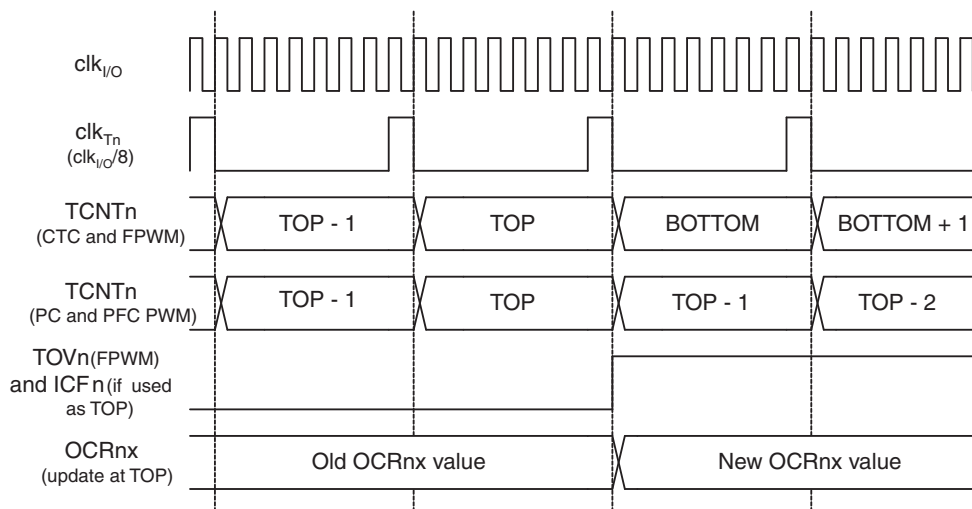 clkI/O
clkTn
(clkI/O/8)
TCNTn
(CTC and FPWM)
TOP - 1
TOP
BOTTOM
BOTTOM + 1
TCNTn
(PC and PFC PWM)
TOP - 1
TOP
TOP - 1
TOP - 2
TOVn(FPWM)
and ICFn(if used
as TOP)
OCRnx
(update at TOP)
Old OCRnx value
New OCRnx value